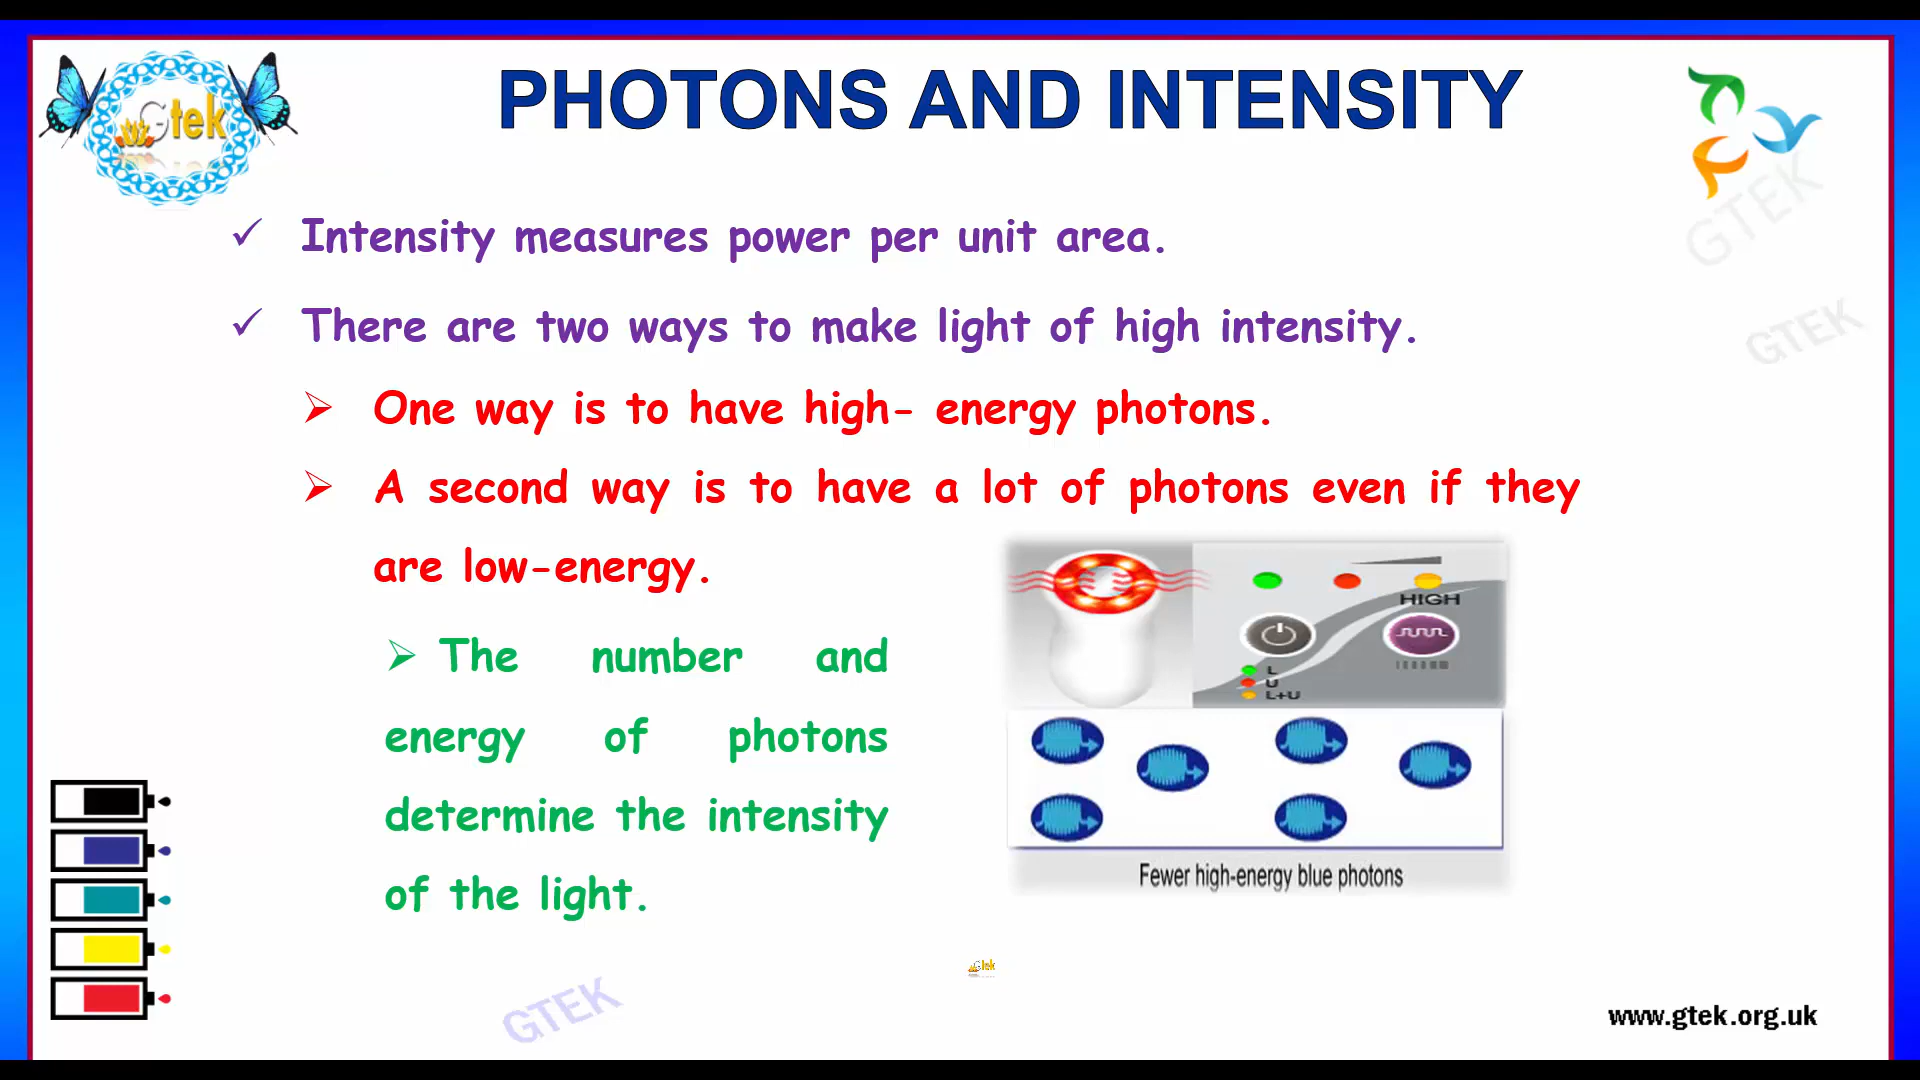 PHOTONS AND INTENSITY
Gtek
GTEK
GTEK
✓ Intensity measures power per unit area.
✓ There are two ways to make light of high intensity.
➢ One way is to have high- energy photons.
➢ A second way is to have a lot of photons even if they
are low-energy.
➢ The number and
energy of photons
determine the intensity
of the light.
HIGH
L
U
L+U
Fewer high-energy blue photons
Gtek
GTEK
www.gtek.org.uk